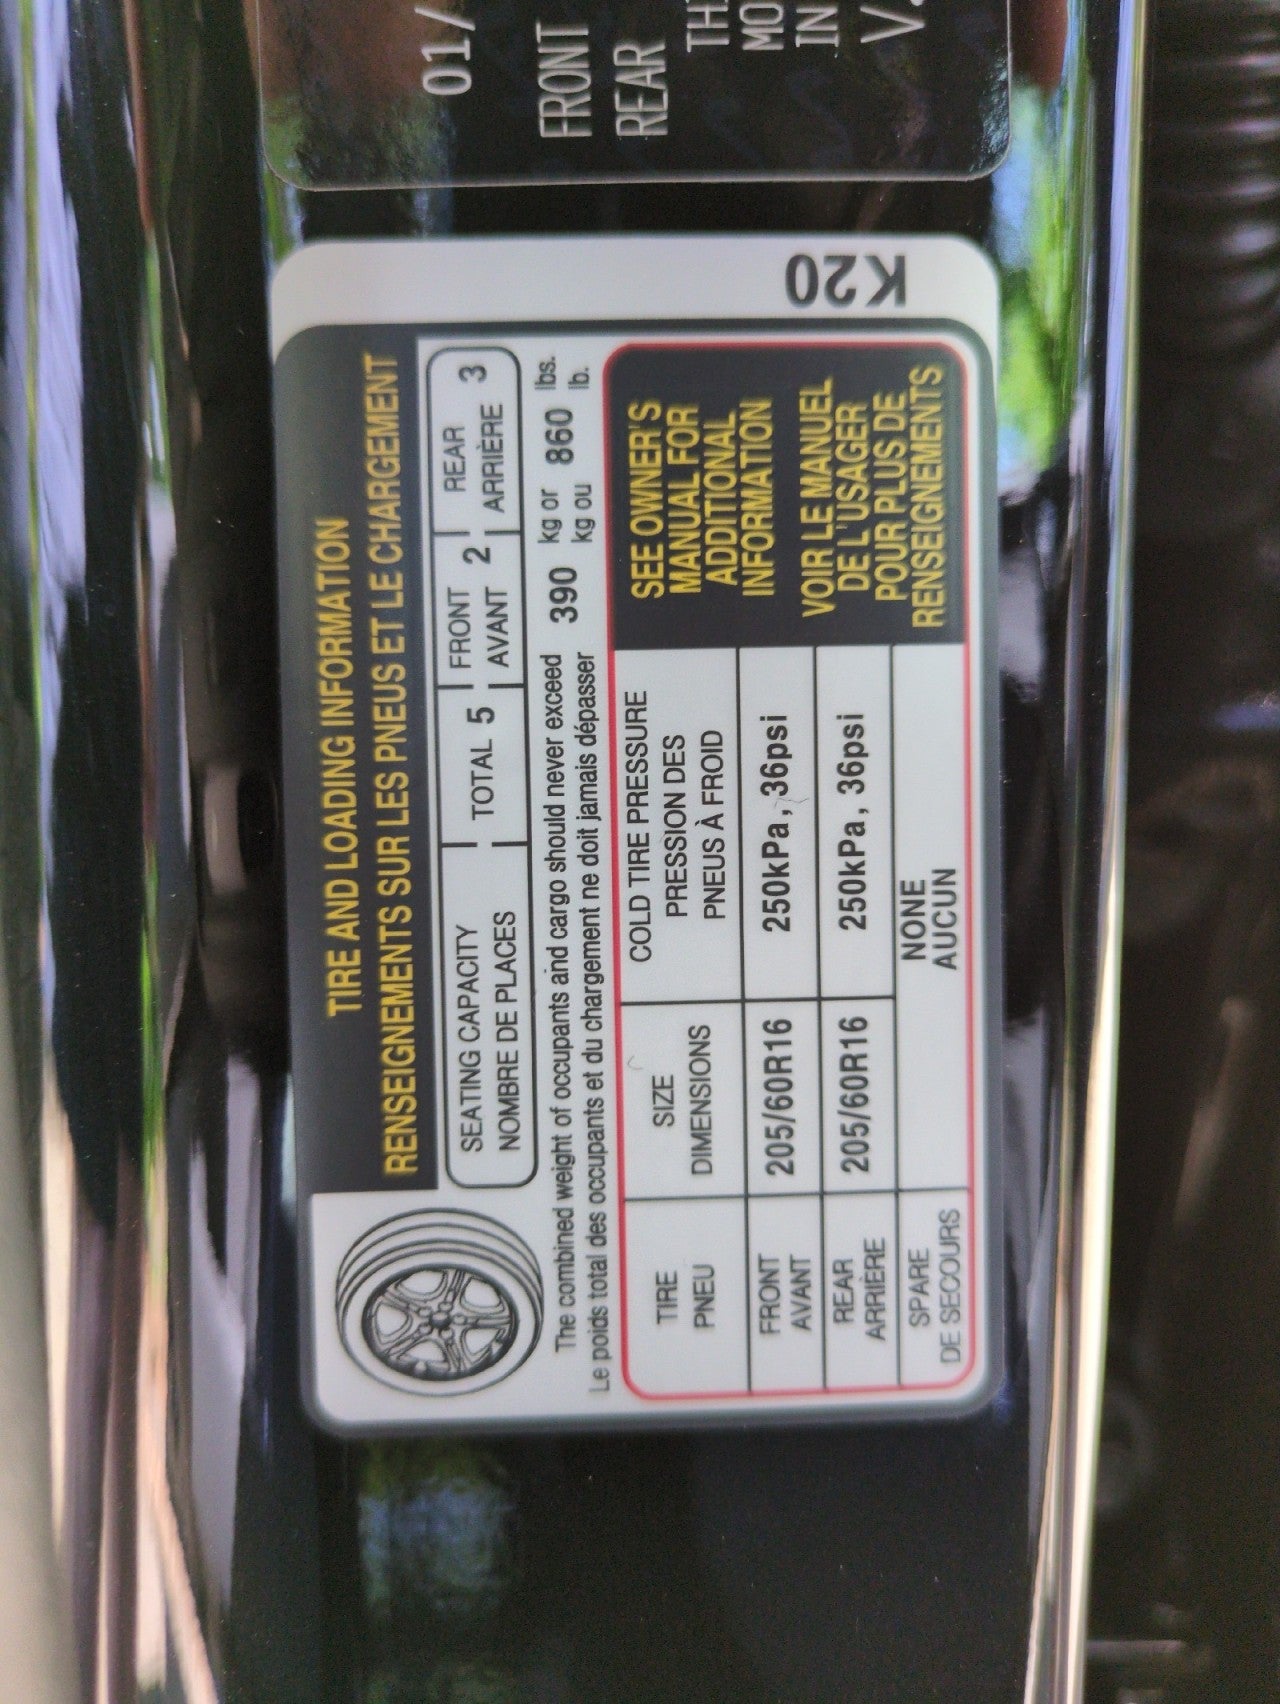 01/
FRONT
REAR
TH
MO
IN
V.
K20
TIRE AND LOADING INFORMATION
RENSEIGNEMENTS SUR LES PNEUS ET LE CHARGEMENT
SEATING CAPACITY TOTAL 5 FRONT 2 REAR 3
NOMBRE DE PLACES AVANT ARRIÈRE
The combined weight of occupants and cargo should never exceed 390 kg or 860 lbs.
Le poids total des occupants et du chargement ne doit jamais dépasser kg ou lb.
TIRE SIZE COLD TIRE PRESSURE
PNEU DIMENSIONS PRESSION DES
PNEUS À FROID
FRONT 205/60R16 250kPa, 36psi
AVANT
REAR 205/60R16 250kPa, 36psi
ARRIÈRE
SPARE NONE
DE SECOURS AUCUN
SEE OWNER'S
MANUAL FOR
ADDITIONAL
INFORMATION
VOIR LE MANUEL
DE L'USAGER
POUR PLUS DE
RENSEIGNEMENTS